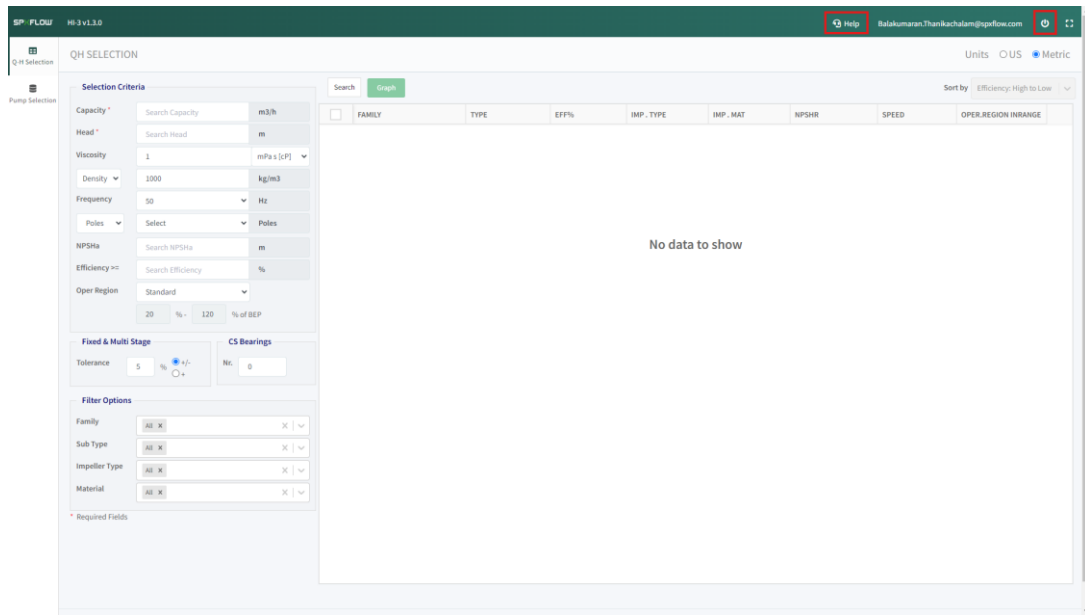 SPXFLOW HI-3 v1.3.0 Help Balakumaran.Thanikachalam@spxflow.com
Q-H Selection
Pump Selection
QH SELECTION Units US Metric
Selection Criteria
Capacity * Search Capacity m3/h
Head * Search Head m
Viscosity 1 mPa s [cP]
Density 1000 kg/m3
Frequency 50 Hz
Poles Select Poles
NPSHa Search NPSHa m
Efficiency >= Search Efficiency %
Oper Region Standard
20 % - 120 % of BEP
Fixed & Multi Stage
Tolerance 5 % +/-
+
CS Bearings
Nr. 0
Filter Options
Family All x
Sub Type All x
Impeller Type All x
Material All x
* Required Fields
Search Graph Sort by Efficiency: High to Low
FAMILY TYPE EFF% IMP. TYPE IMP. MAT NPSHR SPEED OPER.REGION INRANGE
No data to show